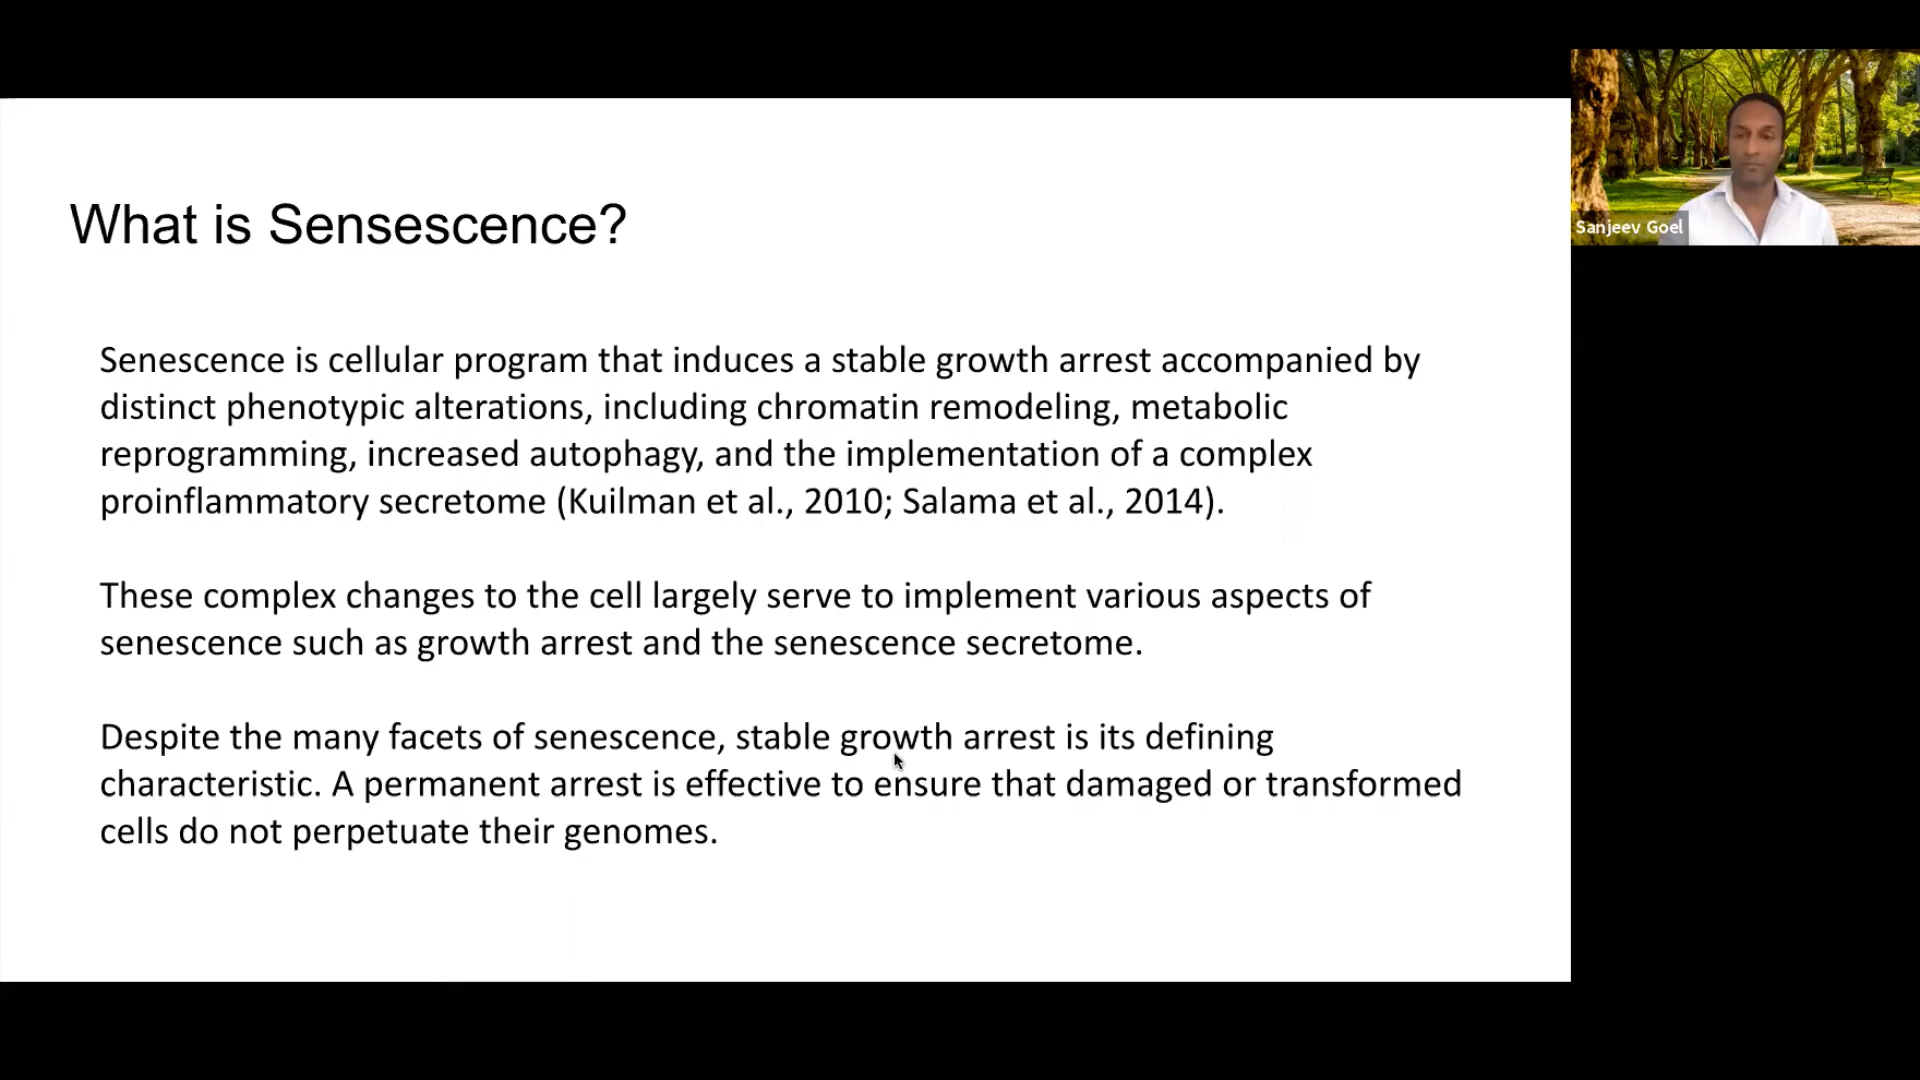 What is Sensescence?
Senescence is cellular program that induces a stable growth arrest accompanied by
distinct phenotypic alterations, including chromatin remodeling, metabolic
reprogramming, increased autophagy, and the implementation of a complex
proinflammatory secretome (Kuilman et al., 2010; Salama et al., 2014).
These complex changes to the cell largely serve to implement various aspects of
senescence such as growth arrest and the senescence secretome.
Despite the many facets of senescence, stable growth arrest is its defining
characteristic. A permanent arrest is effective to ensure that damaged or transformed
cells do not perpetuate their genomes.
Sanjeev Goel